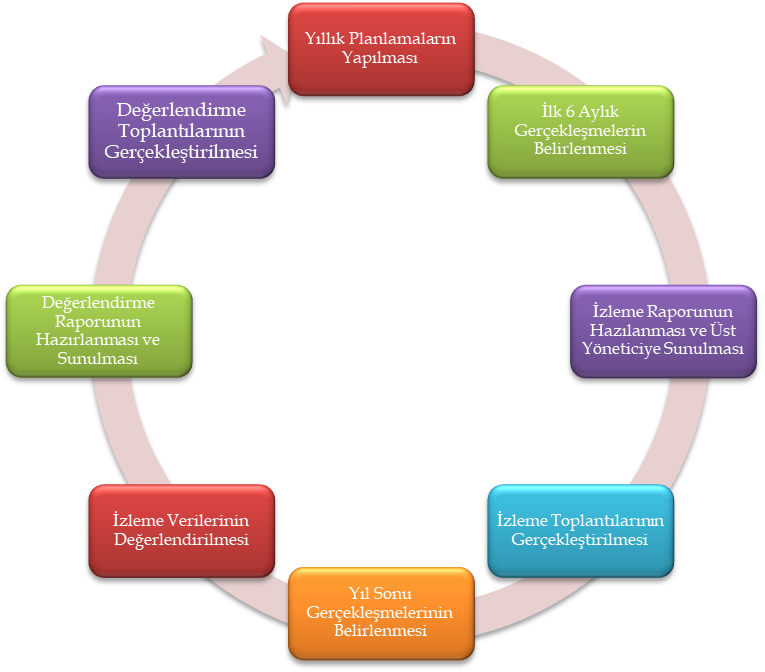 Yıllık Planlamaların
Yapılması
İlk 6 Aylık
Gerçekleşmelerin
Belirlenmesi
İzleme Raporunun
Hazılanması ve Üst
Yöneticiye Sunulması
İzleme Toplantılarının
Gerçekleştirilmesi
Yıl Sonu
Gerçekleşmelerinin
Belirlenmesi
İzleme Verilerinin
Değerlendirilmesi
Değerlendirme
Raporunun
Hazırlanması ve
Sunulması
Değerlendirme
Toplantılarının
Gerçekleştirilmesi